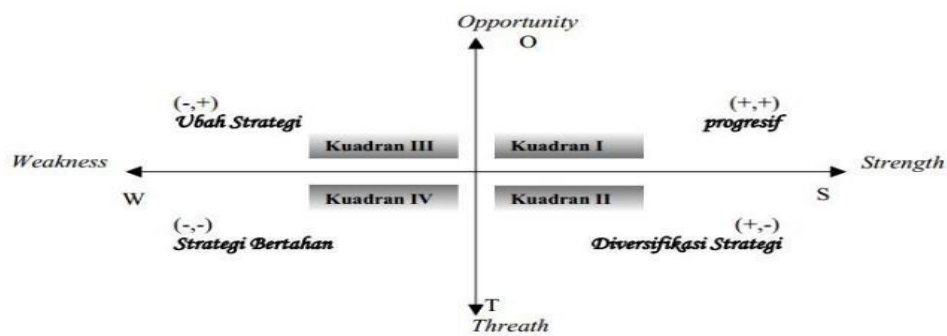 Opportunity
O
(-,+)
Ubah Strategi
(+,+)
progresif
Kuadran III
Kuadran I
Weakness
Strength
W
S
Kuadran IV
Kuadran II
(-,-)
Strategi Bertahan
(+,-)
Diversifikasi Strategi
T
Threath